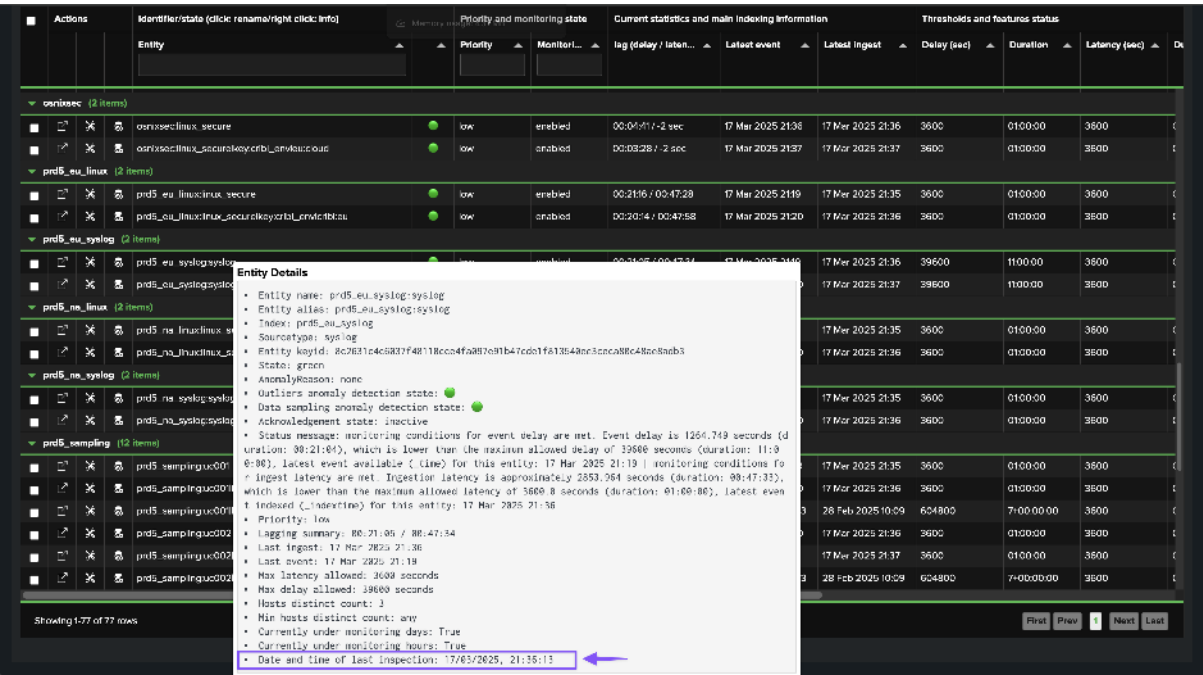 Actions
Identifier/state (click: rename/right click: info)
Priority and monitoring state
Current statistics and main indexing information
Thresholds and features status
Entity
Priority
Monitori...
lag (delay / laten...
Latest event
Latest ingest
Delay (sec)
Duration
Latency (sec)
osnixsec (2 items)
osnixsec:linux_secure low enabled 00:04:41 / -2 sec 17 Mar 2025 21:36 17 Mar 2025 21:36 3600 01:00:00 3600
low enabled 00:03:28 / -2 sec 17 Mar 2025 21:37 17 Mar 2025 21:37 3600 01:00:00 3600
prd5_eu_linux (2 items)
prd5_eu_linux:linux_secure low enabled 00:21:16 / 00:47:28 17 Mar 2025 21:19 17 Mar 2025 21:35 3600 01:00:00 3600
low enabled 00:20:14 / 00:47:58 17 Mar 2025 21:20 17 Mar 2025 21:36 3600 01:00:00 3600
prd5_eu_syslog (2 items)
17 Mar 2025 21:36 39600 11:00:00 3600
17 Mar 2025 21:37 39600 11:00:00 3600
prd5_na_linux (2 items)
17 Mar 2025 21:35 3600 01:00:00 3600
17 Mar 2025 21:36 3600 01:00:00 3600
prd5_na_syslog (2 items)
17 Mar 2025 21:35 3600 01:00:00 3600
17 Mar 2025 21:36 3600 01:00:00 3600
prd5_sampling (12 items)
17 Mar 2025 21:35 3600 01:00:00 3600
17 Mar 2025 21:36 3600 01:00:00 3600
28 Feb 2025 10:09 604800 7+00:00:00 3600
17 Mar 2025 21:36 3600 01:00:00 3600
17 Mar 2025 21:37 3600 01:00:00 3600
28 Feb 2025 10:09 604800 7+00:00:00 3600
Entity Details
Entity name: prd5_eu_syslog:syslog
Entity alias: prd5_eu_syslog:syslog
Index: prd5_eu_syslog
Sourcetype: syslog
Entity keyid:
State: green
AnomalyReason: none
Outliers anomaly detection state:
Data sampling anomaly detection state:
Acknowledgement state: inactive
Status message: monitoring conditions for event delay are met. Event delay is 1264.749 seconds (d
uration: 00:21:04), which is lower than the maximum allowed delay of 39600 seconds (duration: 11:0
0:00), latest event available (_time) for this entity: 17 Mar 2025 21:19 | monitoring conditions fo
r ingest latency are met. Ingestion latency is approximately 2853.964 seconds (duration: 00:47:33),
which is lower than the maximum allowed latency of 3600.0 seconds (duration: 01:00:00), latest even
t indexed (_indextime) for this entity: 17 Mar 2025 21:36
Priority: low
Lagging summary: 00:21:05 / 00:47:34
Last ingest: 17 Mar 2025 21:36
Last event: 17 Mar 2025 21:19
Max latency allowed: 3600 seconds
Max delay allowed: 39600 seconds
Hosts distinct count: 3
Min hosts distinct count: any
Currently under monitoring days: True
Currently under monitoring hours: True
Date and time of last inspection: 17/03/2025, 21:36:13
Showing 1-77 of 77 rows
First Prev 1 Next Last